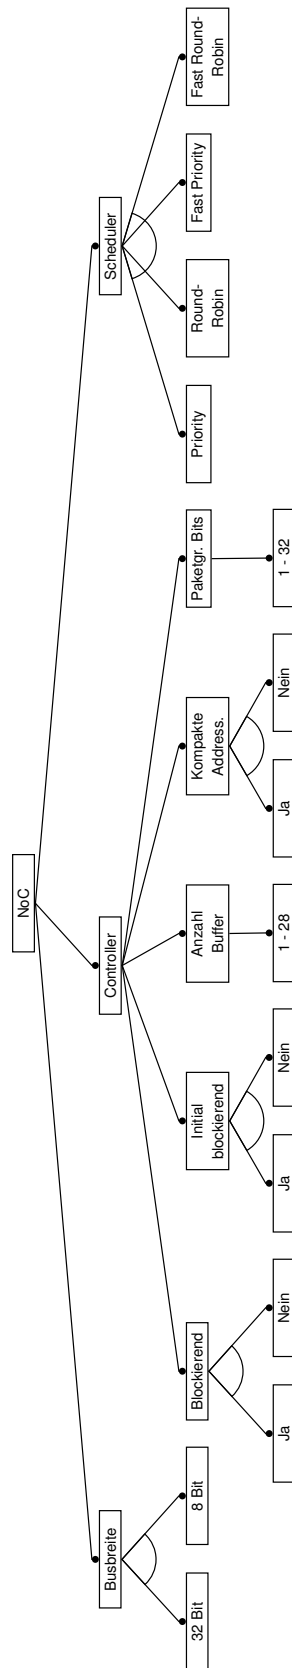 NoC
Busbreite
Controller
Scheduler
32 Bit
8 Bit
Blockierend
Initial
blockierend
Anzahl
Buffer
Kompakte
Address.
Paketgr. Bits
Priority
Round-
Robin
Fast Priority
Fast Round-
Robin
Ja
Nein
Ja
Nein
1 - 28
Ja
Nein
1 - 32